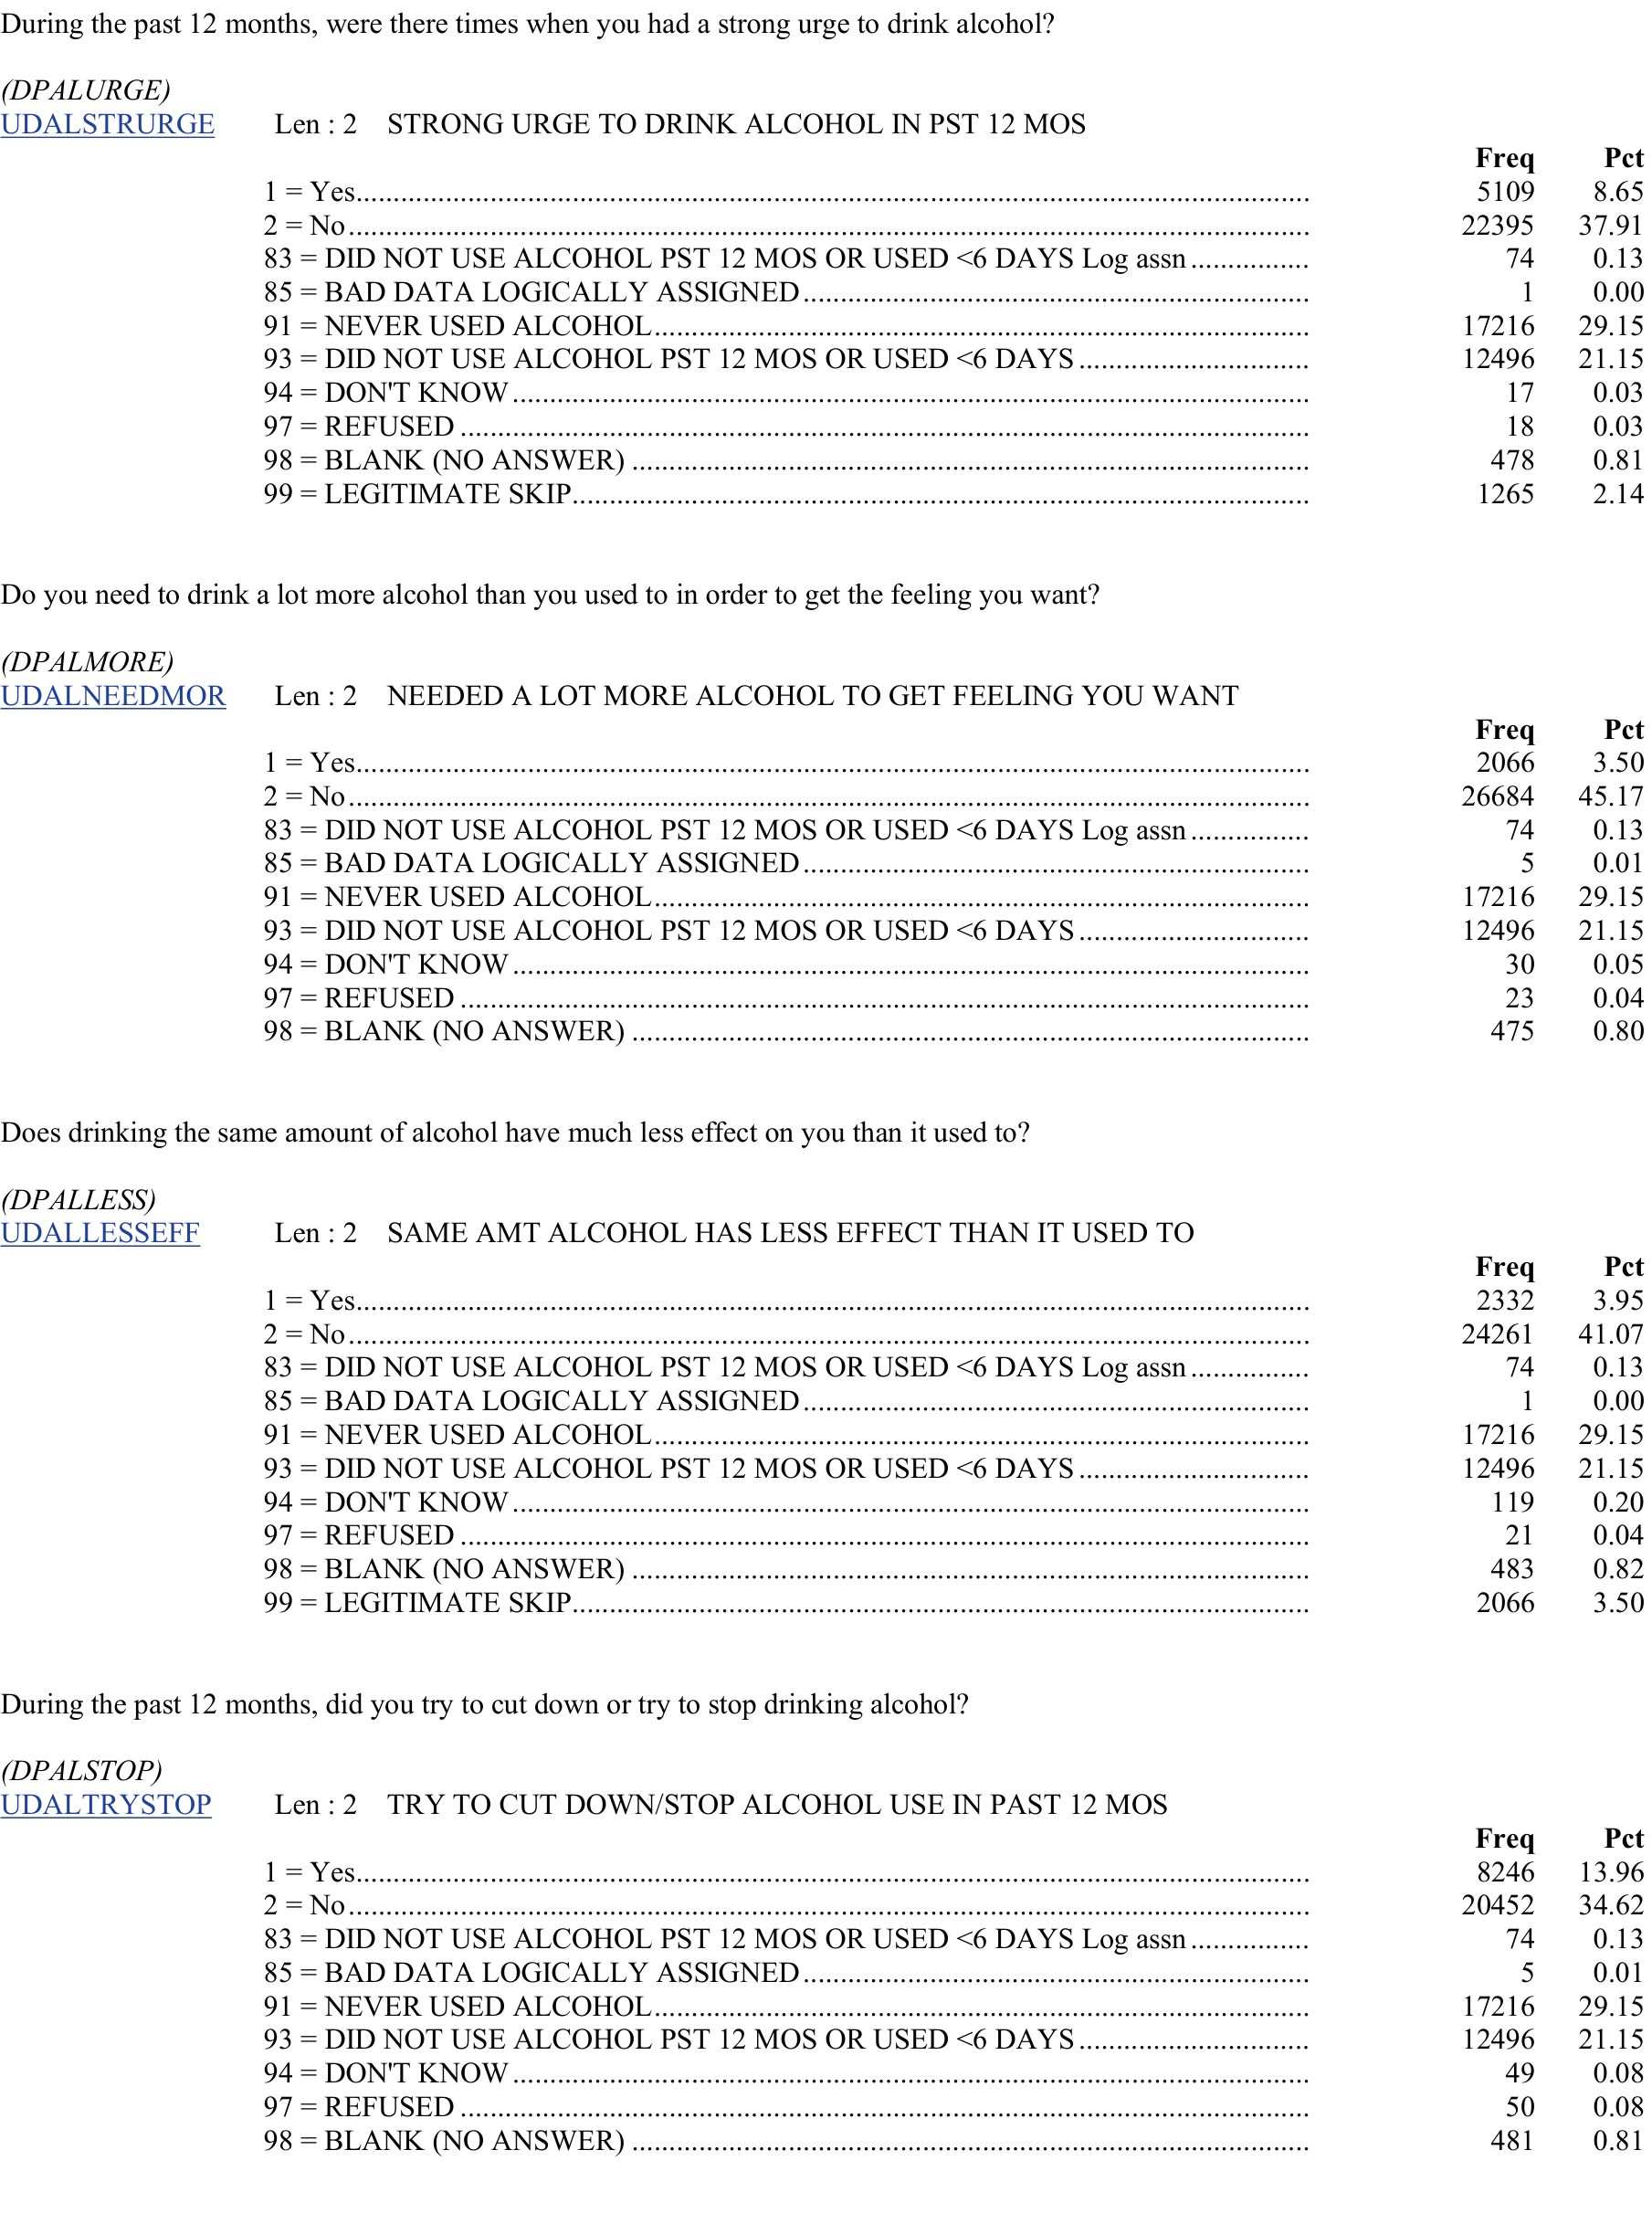 During the past 12 months, were there times when you had a strong urge to drink alcohol?
(DPALURGE)
UDALSTRURGE Len : 2 STRONG URGE TO DRINK ALCOHOL IN PST 12 MOS
Freq Pct
1 = Yes 5109 8.65
2 = No 22395 37.91
83 = DID NOT USE ALCOHOL PST 12 MOS OR USED <6 DAYS Log assn 74 0.13
85 = BAD DATA LOGICALLY ASSIGNED 1 0.00
91 = NEVER USED ALCOHOL 17216 29.15
93 = DID NOT USE ALCOHOL PST 12 MOS OR USED <6 DAYS 12496 21.15
94 = DON'T KNOW 17 0.03
97 = REFUSED 18 0.03
98 = BLANK (NO ANSWER) 478 0.81
99 = LEGITIMATE SKIP 1265 2.14
Do you need to drink a lot more alcohol than you used to in order to get the feeling you want?
(DPALMORE)
UDALNEEDMOR Len : 2 NEEDED A LOT MORE ALCOHOL TO GET FEELING YOU WANT
Freq Pct
1 = Yes 2066 3.50
2 = No 26684 45.17
83 = DID NOT USE ALCOHOL PST 12 MOS OR USED <6 DAYS Log assn 74 0.13
85 = BAD DATA LOGICALLY ASSIGNED 5 0.01
91 = NEVER USED ALCOHOL 17216 29.15
93 = DID NOT USE ALCOHOL PST 12 MOS OR USED <6 DAYS 12496 21.15
94 = DON'T KNOW 30 0.05
97 = REFUSED 23 0.04
98 = BLANK (NO ANSWER) 475 0.80
Does drinking the same amount of alcohol have much less effect on you than it used to?
(DPALLESS)
UDALLESSEFF Len : 2 SAME AMT ALCOHOL HAS LESS EFFECT THAN IT USED TO
Freq Pct
1 = Yes 2332 3.95
2 = No 24261 41.07
83 = DID NOT USE ALCOHOL PST 12 MOS OR USED <6 DAYS Log assn 74 0.13
85 = BAD DATA LOGICALLY ASSIGNED 1 0.00
91 = NEVER USED ALCOHOL 17216 29.15
93 = DID NOT USE ALCOHOL PST 12 MOS OR USED <6 DAYS 12496 21.15
94 = DON'T KNOW 119 0.20
97 = REFUSED 21 0.04
98 = BLANK (NO ANSWER) 483 0.82
99 = LEGITIMATE SKIP 2066 3.50
During the past 12 months, did you try to cut down or try to stop drinking alcohol?
(DPALSTOP)
UDALTRYSTOP Len : 2 TRY TO CUT DOWN/STOP ALCOHOL USE IN PAST 12 MOS
Freq Pct
1 = Yes 8246 13.96
2 = No 20452 34.62
83 = DID NOT USE ALCOHOL PST 12 MOS OR USED <6 DAYS Log assn 74 0.13
85 = BAD DATA LOGICALLY ASSIGNED 5 0.01
91 = NEVER USED ALCOHOL 17216 29.15
93 = DID NOT USE ALCOHOL PST 12 MOS OR USED <6 DAYS 12496 21.15
94 = DON'T KNOW 49 0.08
97 = REFUSED 50 0.08
98 = BLANK (NO ANSWER) 481 0.81